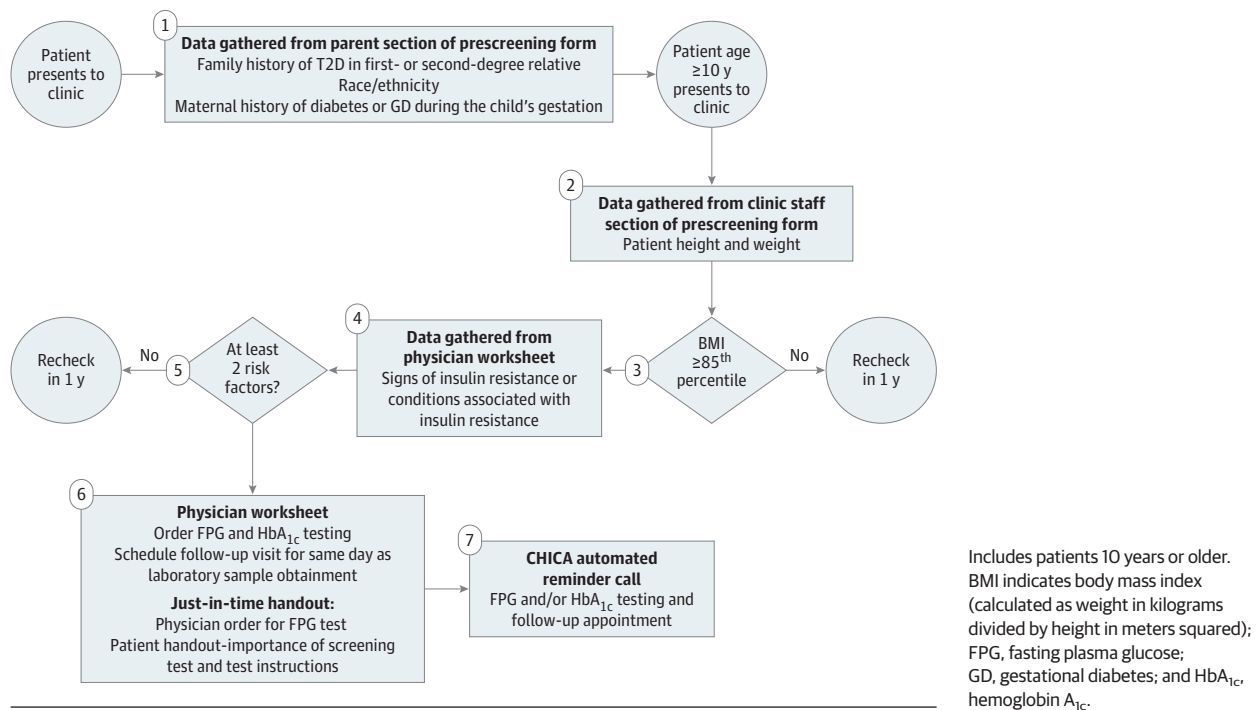 Patient
presents to
clinic
1
Data gathered from parent section of prescreening form
Family history of T2D in first- or second-degree relative
Race/ethnicity
Maternal history of diabetes or GD during the child's gestation
Patient age
≥10 y
presents to
clinic
2
Data gathered from clinic staff
section of prescreening form
Patient height and weight
3
BMI
≥85th
percentile
No
Recheck
in 1 y
4
Data gathered from
physician worksheet
Signs of insulin resistance or
conditions associated with
insulin resistance
5
At least
2 risk
factors?
No
Recheck
in 1 y
6
Physician worksheet
Order FPG and HbA1c testing
Schedule follow-up visit for same day as
laboratory sample obtainment
Just-in-time handout:
Physician order for FPG test
Patient handout-importance of screening
test and test instructions
7
CHICA automated
reminder call
FPG and/or HbA1c testing and
follow-up appointment
Includes patients 10 years or older.
BMI indicates body mass index
(calculated as weight in kilograms
divided by height in meters squared);
FPG, fasting plasma glucose;
GD, gestational diabetes; and HbA1c,
hemoglobin A1c.